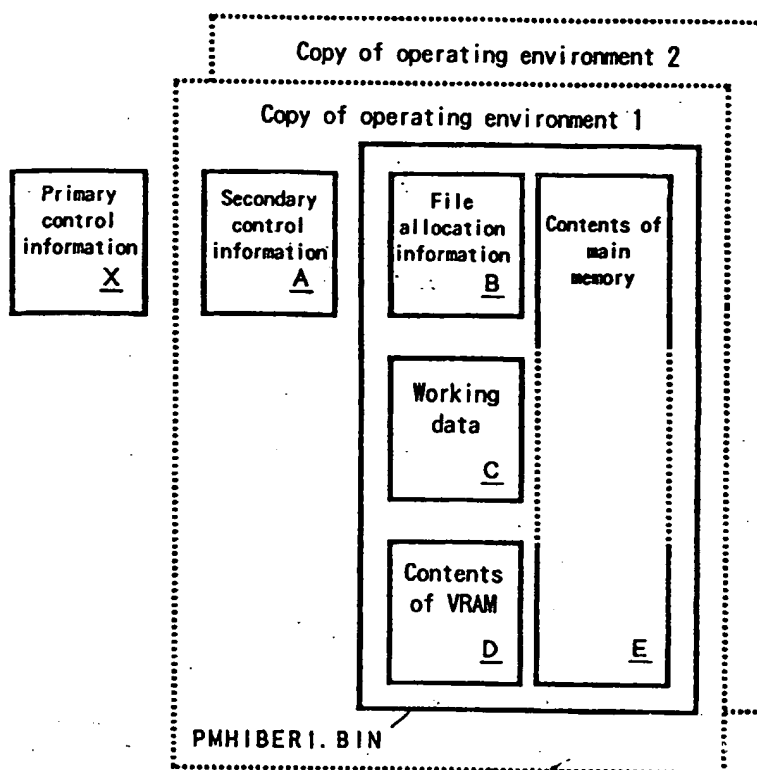 Copy of operating environment 2
Copy of operating environment 1
Primary
control
information
X
Secondary
control
information
A
File
allocation
information
B
Contents of
main
memory
Working
data
C
Contents
of VRAM
D
E
PMHIBER1.BIN